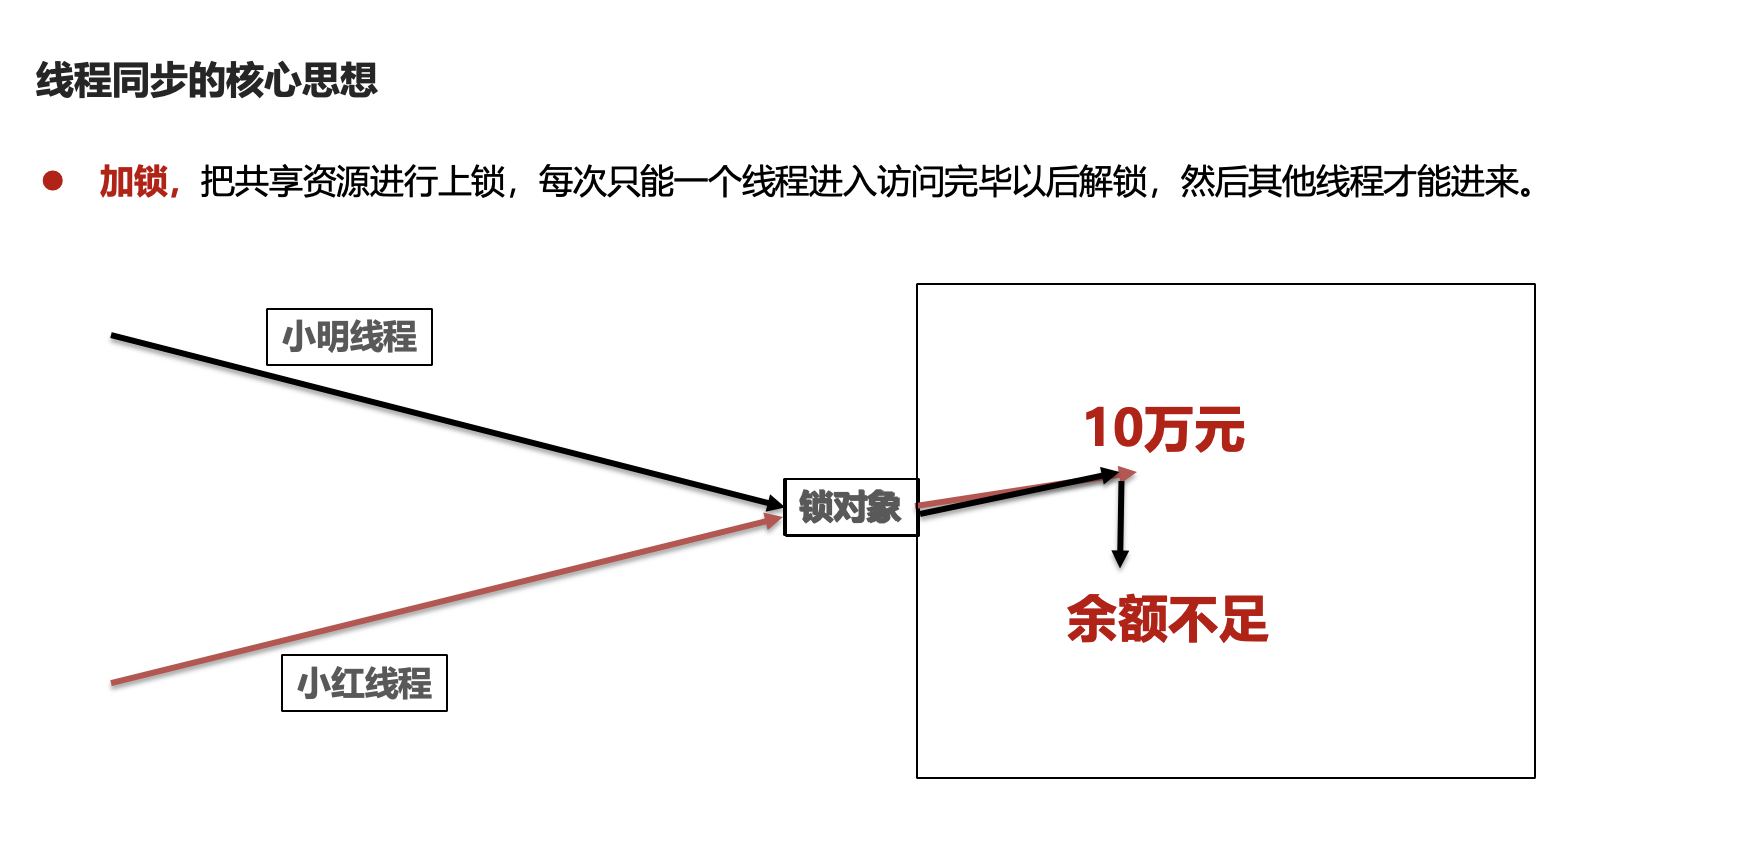 线程同步的核心思想
加锁，把共享资源进行上锁，每次只能一个线程进入访问完毕以后解锁，然后其他线程才能进来。
小明线程
10万元
锁对象
余额不足
小红线程